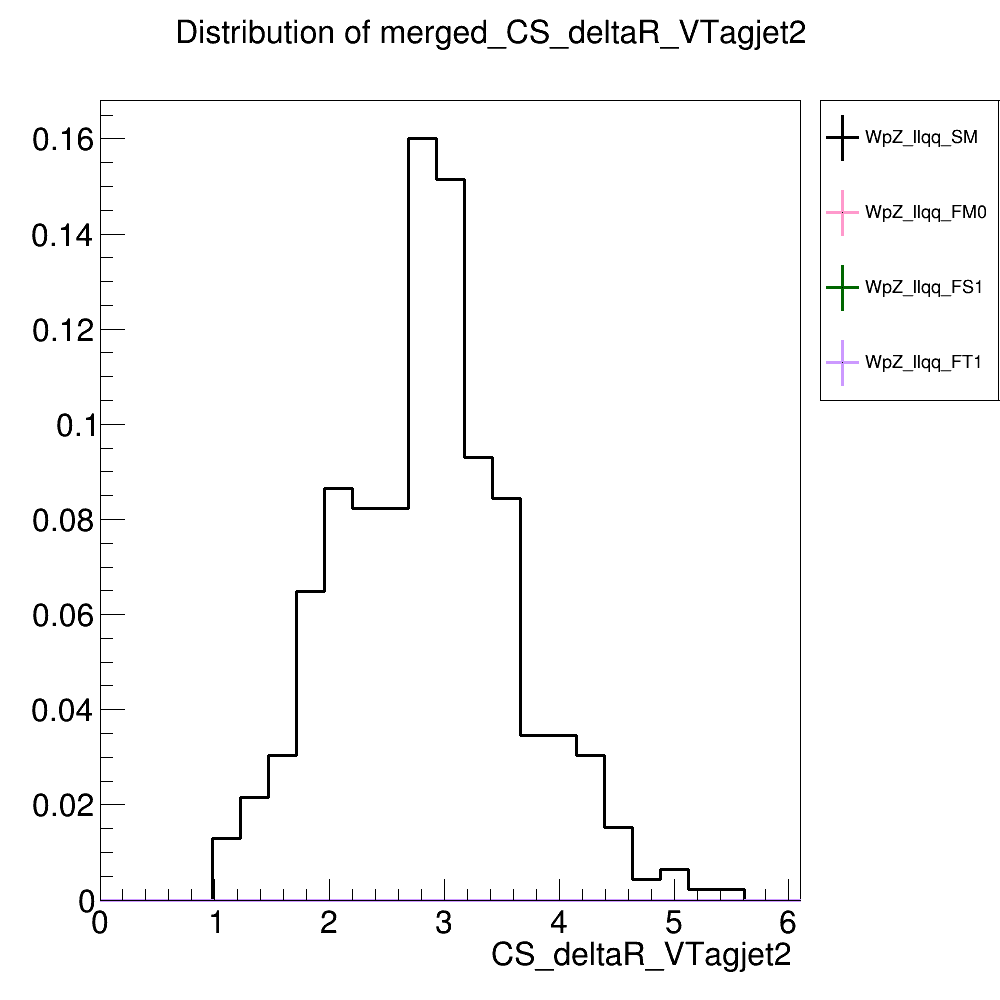 Distribution of merged_CS_deltaR_VTagjet2
0.16
0.14
0.12
0.1
0.08
0.06
0.04
0.02
0
0 1 2 3 4 5 6
CS_deltaR_VTagjet2
WpZ_llqq_SM
WpZ_llqq_FM0
WpZ_llqq_FS1
WpZ_llqq_FT1